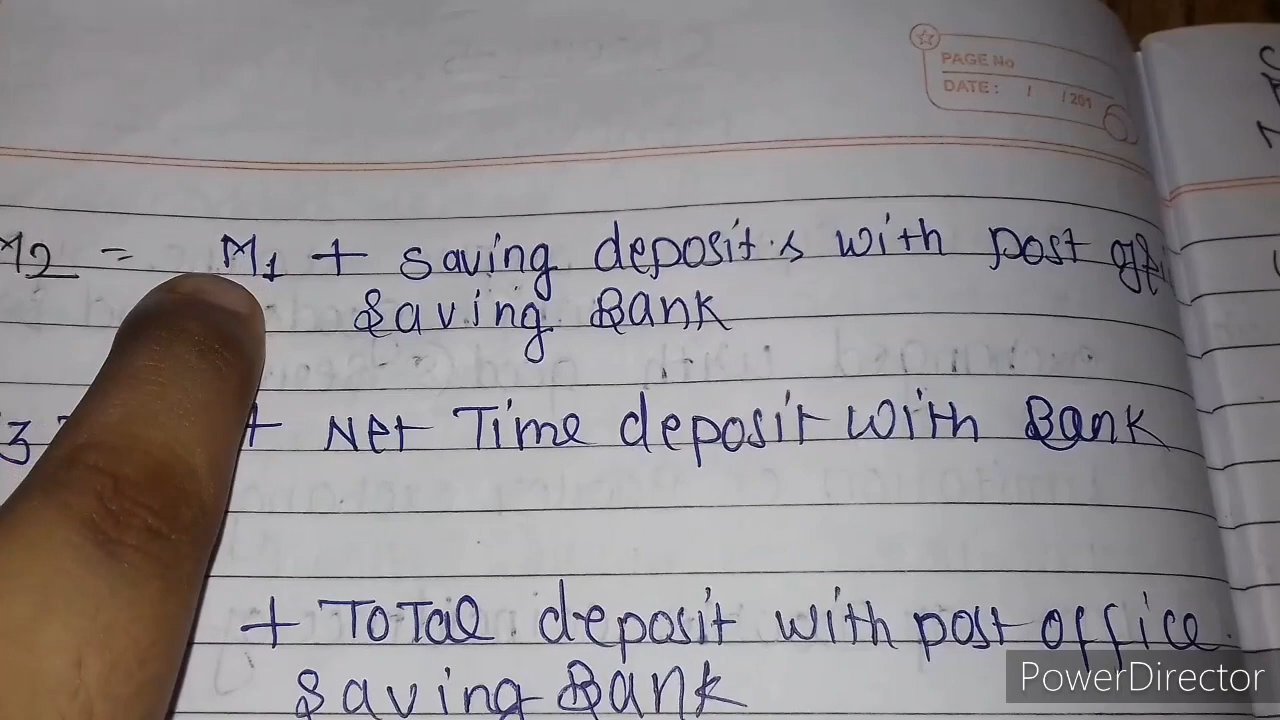 PAGE No
DATE: / /201
M2 = M1 + saving deposits with post
Saving Bank
3 + Net Time deposit with Bank
+ Total deposit with post office
Saving Bank
PowerDirector